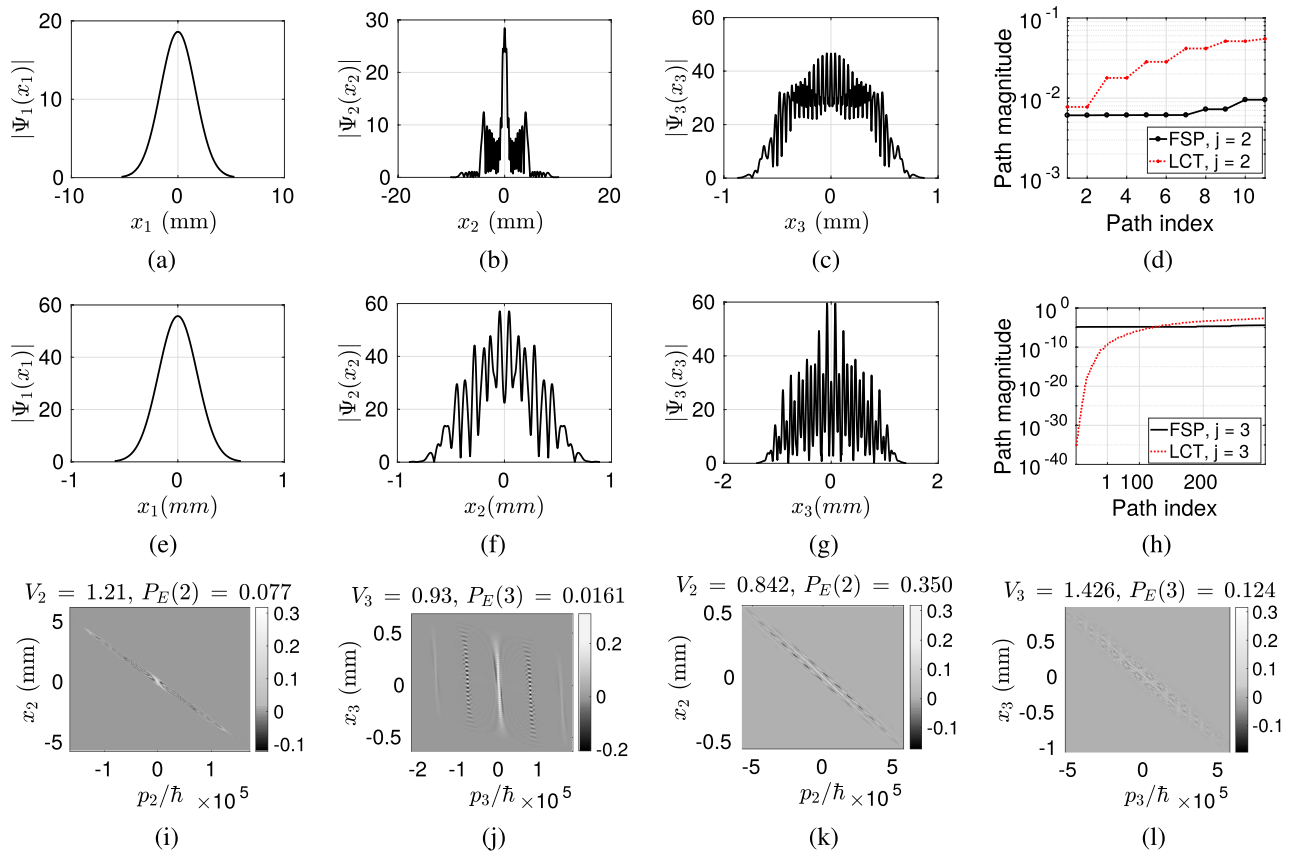 |Ψ1(x1)|
20
10
0
-10
0
10
x1 (mm)
(a)
|Ψ2(x2)|
30
20
10
0
-20
0
20
x2 (mm)
(b)
|Ψ3(x3)|
60
40
20
0
-1
0
1
x3 (mm)
(c)
Path magnitude
10^-1
10^-2
10^-3
FSP, j = 2
LCT, j = 2
2
4
6
8
10
Path index
(d)
|Ψ1(x1)|
60
40
20
0
-1
0
1
x1(mm)
(e)
|Ψ2(x2)|
60
40
20
0
-1
0
1
x2(mm)
(f)
|Ψ3(x3)|
60
40
20
0
-2
0
2
x3(mm)
(g)
Path magnitude
10^0
10^-10
10^-20
10^-30
10^-40
FSP, j = 3
LCT, j = 3
1
100
200
Path index
(h)
V2 = 1.21, PE(2) = 0.077
x2 (mm)
5
0
-5
0.3
0.2
0.1
0
-0.1
-1
0
1
p2/ħ ×10^5
(i)
V3 = 0.93, PE(3) = 0.0161
x3 (mm)
0.5
0
-0.5
0.2
0
-0.2
-2
-1
0
1
p3/ħ ×10^5
(j)
V2 = 0.842, PE(2) = 0.350
x2 (mm)
0.5
0
-0.5
0.3
0.2
0.1
0
-0.1
-5
0
5
p2/ħ ×10^5
(k)
V3 = 1.426, PE(3) = 0.124
x3 (mm)
0.5
0
-0.5
-1
0.3
0.2
0.1
0
-0.1
-5
0
5
p3/ħ ×10^5
(l)